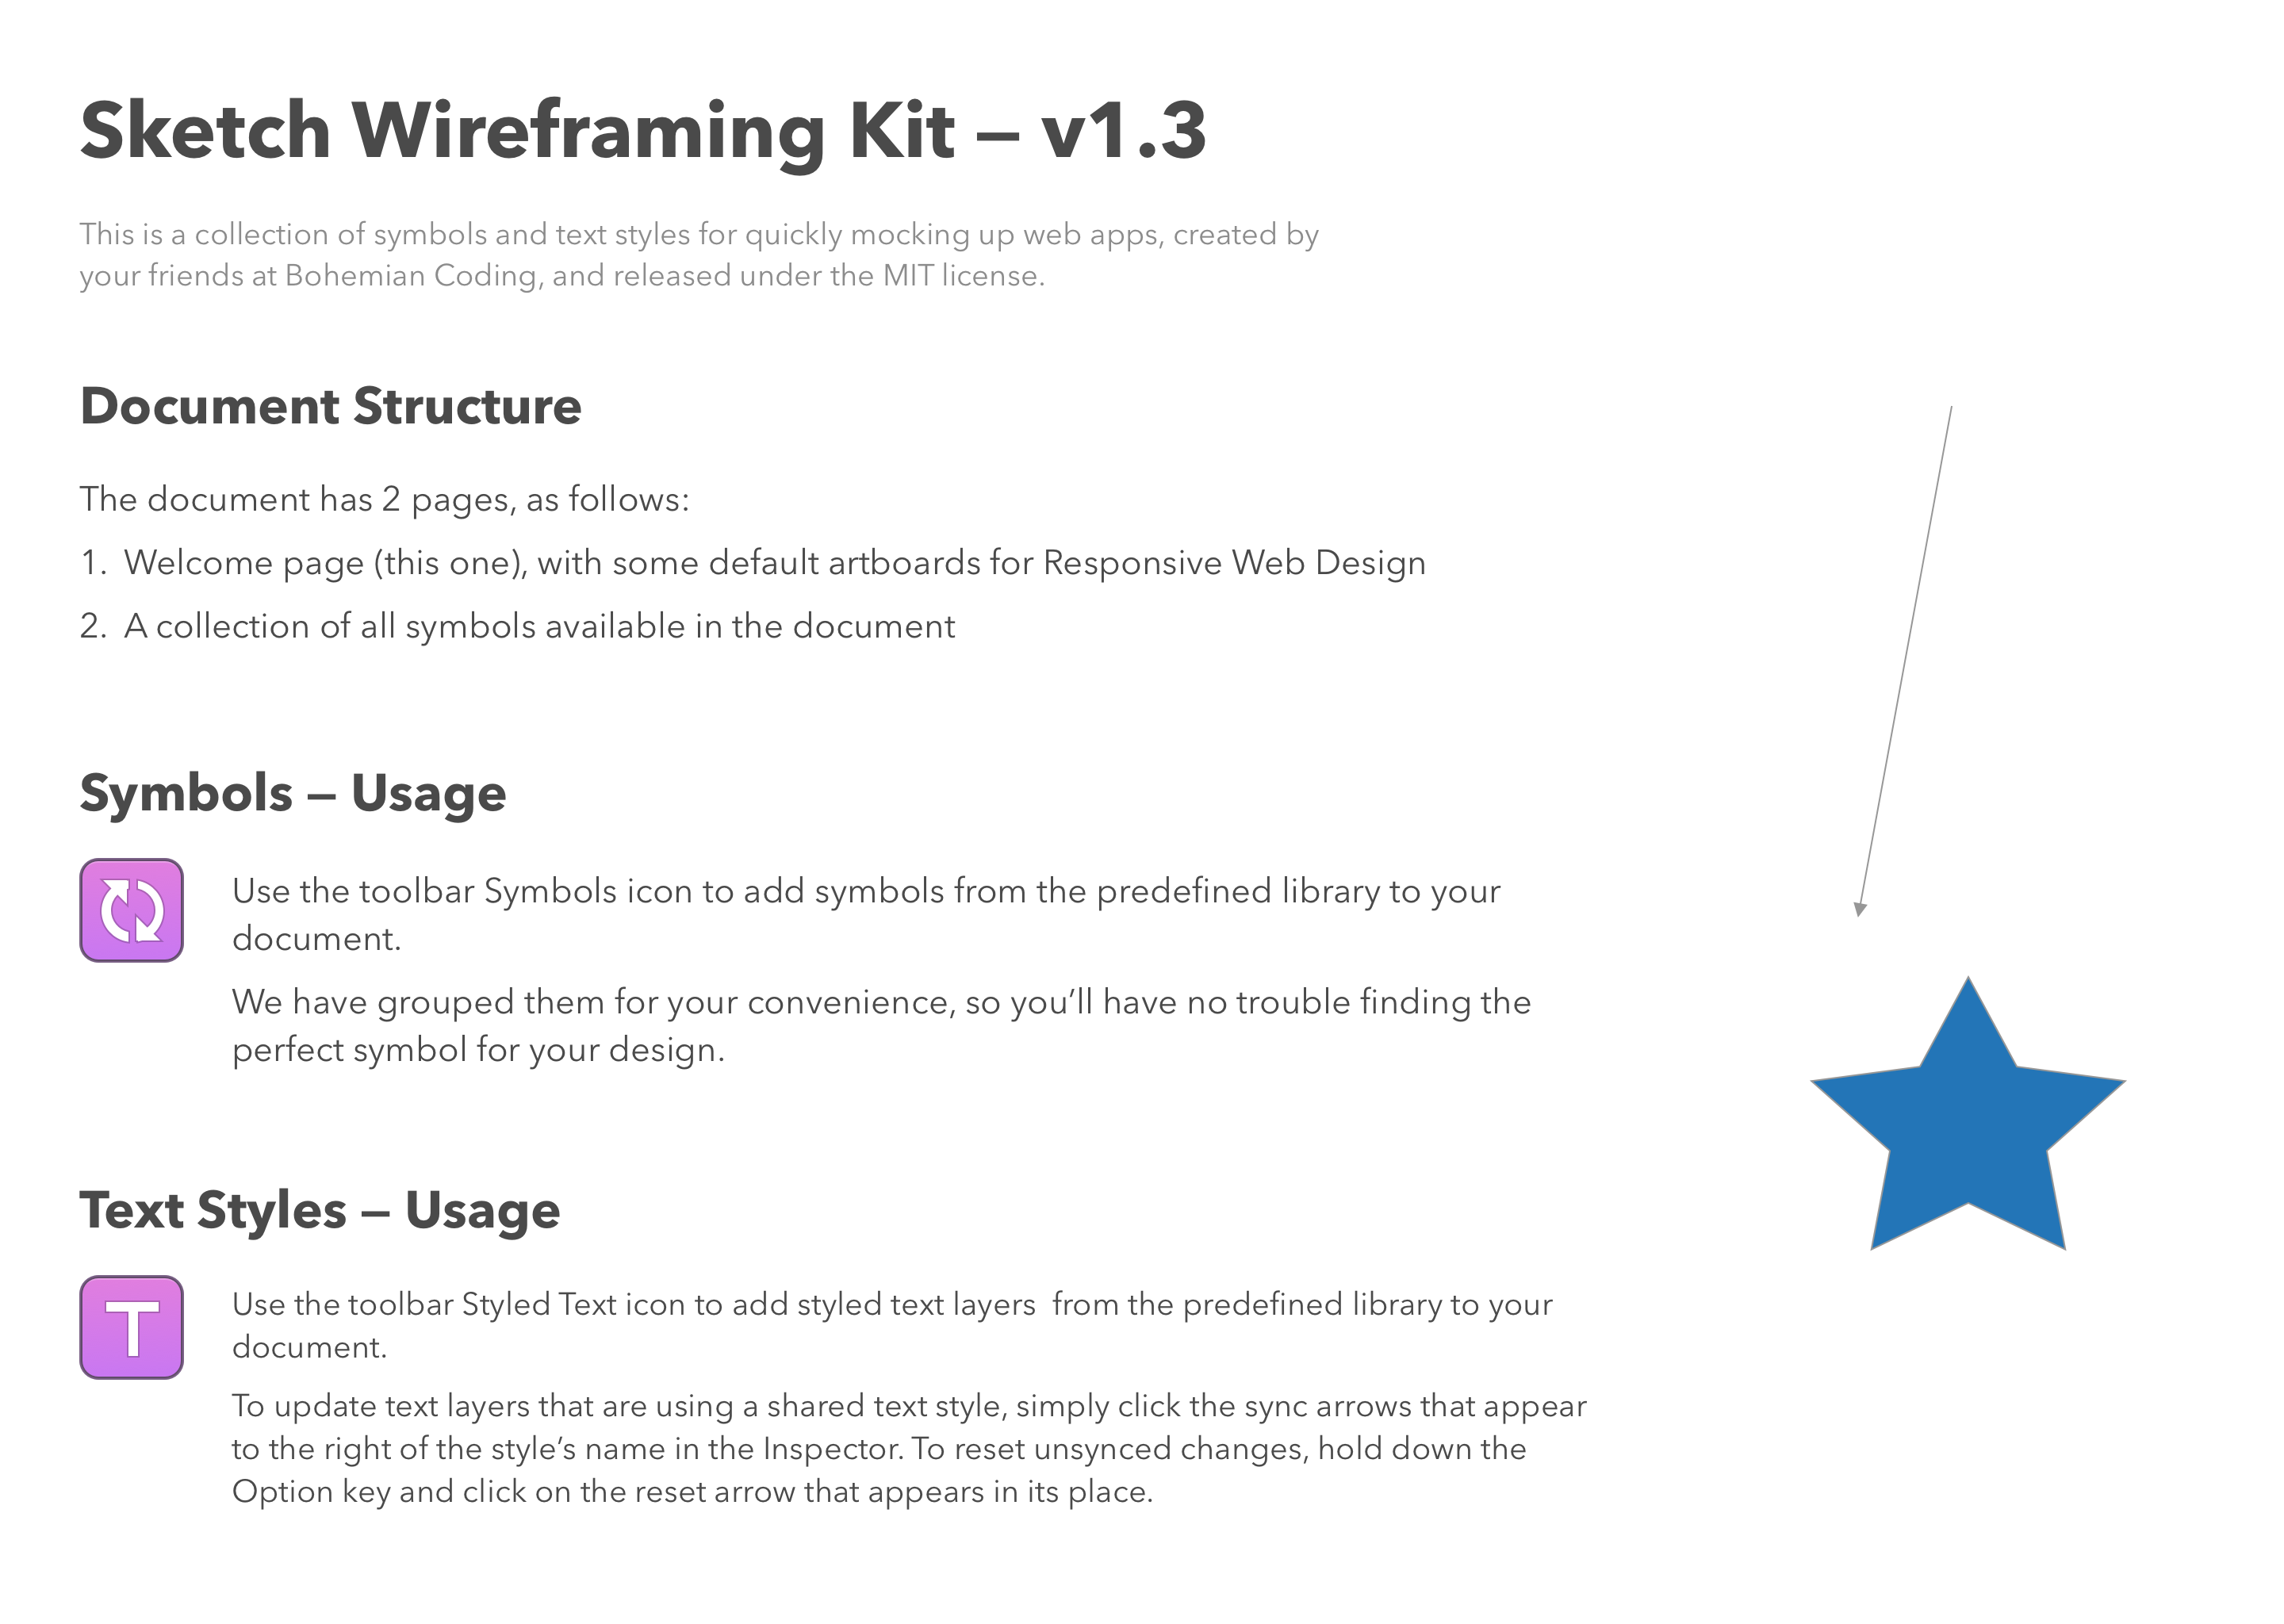 Sketch Wireframing Kit — v1.3
This is a collection of symbols and text styles for quickly mocking up web apps, created by
your friends at Bohemian Coding, and released under the MIT license.
Document Structure
The document has 2 pages, as follows:
1. Welcome page (this one), with some default artboards for Responsive Web Design
2. A collection of all symbols available in the document
Symbols — Usage
Use the toolbar Symbols icon to add symbols from the predefined library to your
document.
We have grouped them for your convenience, so you’ll have no trouble finding the
perfect symbol for your design.
Text Styles — Usage
T
Use the toolbar Styled Text icon to add styled text layers  from the predefined library to your
document.
To update text layers that are using a shared text style, simply click the sync arrows that appear
to the right of the style’s name in the Inspector. To reset unsynced changes, hold down the
Option key and click on the reset arrow that appears in its place.